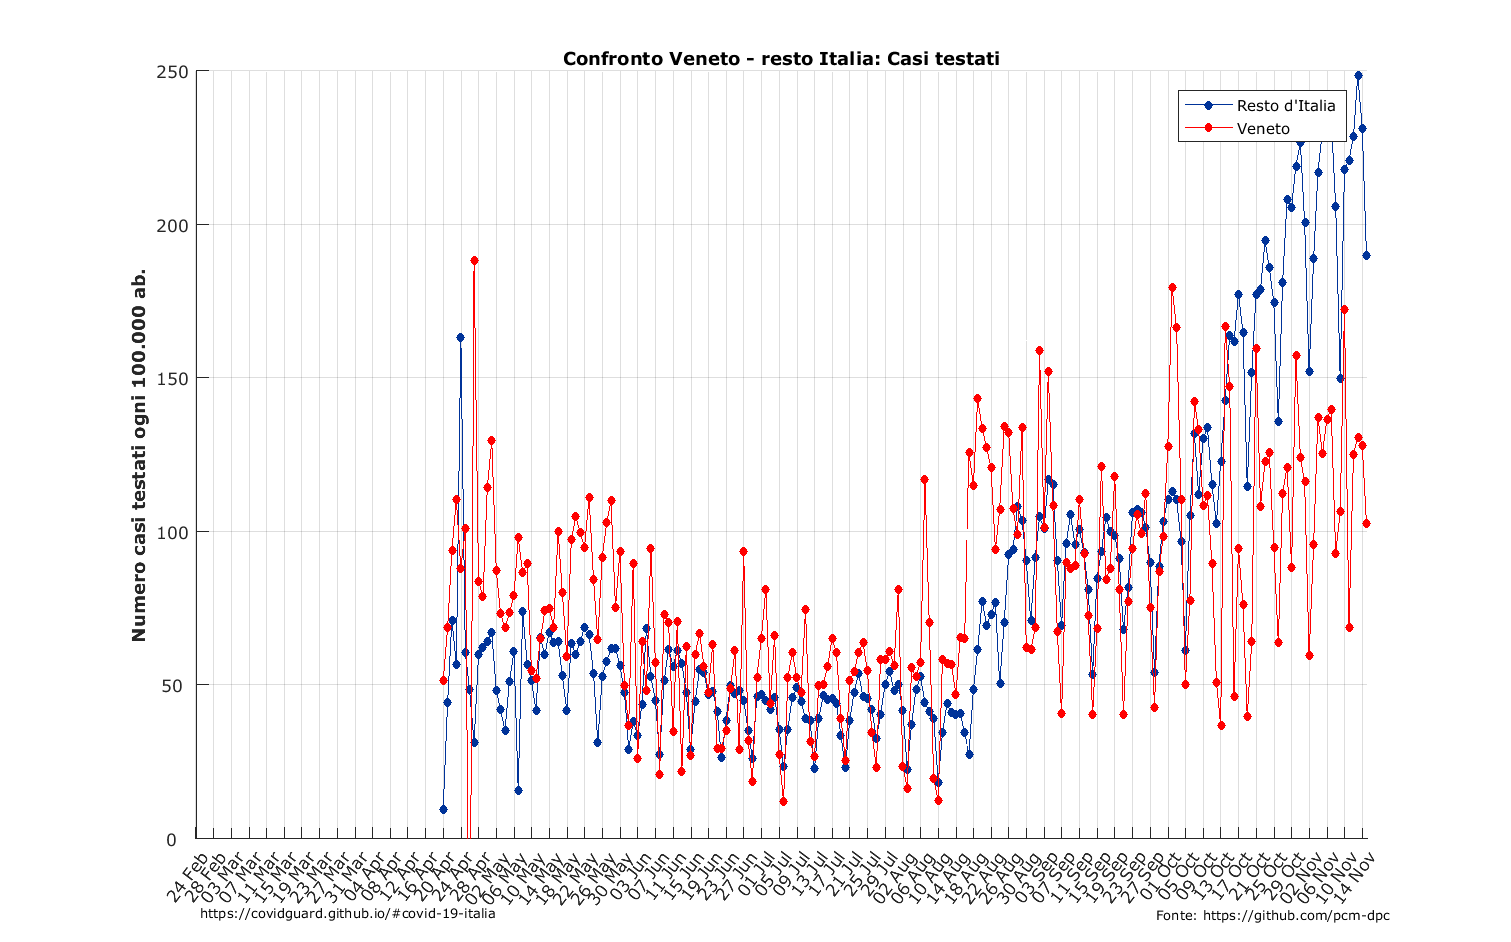 Confronto Veneto - resto Italia: Casi testati
Numero casi testati ogni 100.000 ab.
250
200
150
100
50
0
Resto d'Italia
Veneto
24 Feb
28 Feb
03 Mar
07 Mar
11 Mar
15 Mar
19 Mar
23 Mar
27 Mar
31 Mar
04 Apr
08 Apr
12 Apr
16 Apr
20 Apr
24 Apr
28 Apr
02 May
06 May
10 May
14 May
18 May
22 May
26 May
30 May
03 Jun
07 Jun
11 Jun
15 Jun
19 Jun
23 Jun
27 Jun
01 Jul
05 Jul
09 Jul
13 Jul
17 Jul
21 Jul
25 Jul
29 Jul
02 Aug
06 Aug
10 Aug
14 Aug
18 Aug
22 Aug
26 Aug
30 Aug
03 Sep
07 Sep
11 Sep
15 Sep
19 Sep
23 Sep
27 Sep
01 Oct
05 Oct
09 Oct
13 Oct
17 Oct
21 Oct
25 Oct
29 Oct
02 Nov
06 Nov
10 Nov
14 Nov
https://covidguard.github.io/#covid-19-italia
Fonte: https://github.com/pcm-dpc